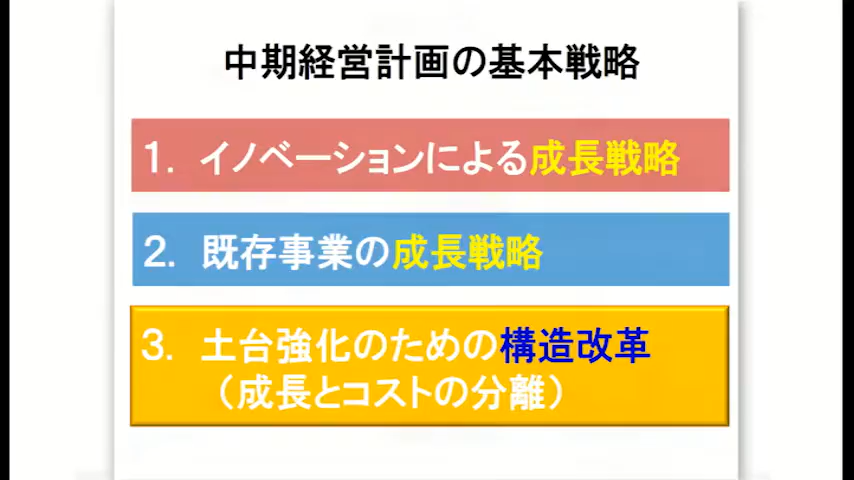 中期経営計画の基本戦略
1. イノベーションによる成長戦略
2. 既存事業の成長戦略
3. 土台強化のための構造改革
（成長とコストの分離）